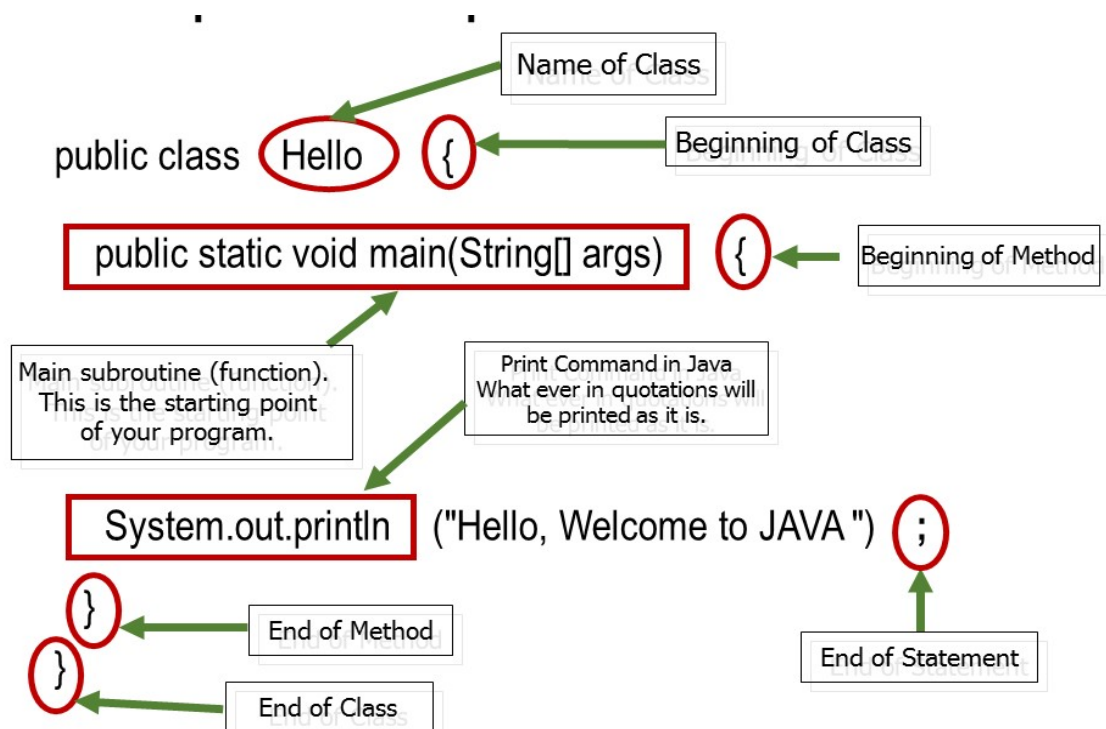 Name of Class
public class Hello {
Beginning of Class
public static void main(String[] args) {
Beginning of Method
Main subroutine (function).
This is the starting point
of your program.
Print Command in Java
What ever in quotations will
be printed as it is.
System.out.println ("Hello, Welcome to JAVA") ;
}
End of Method
End of Statement
}
End of Class